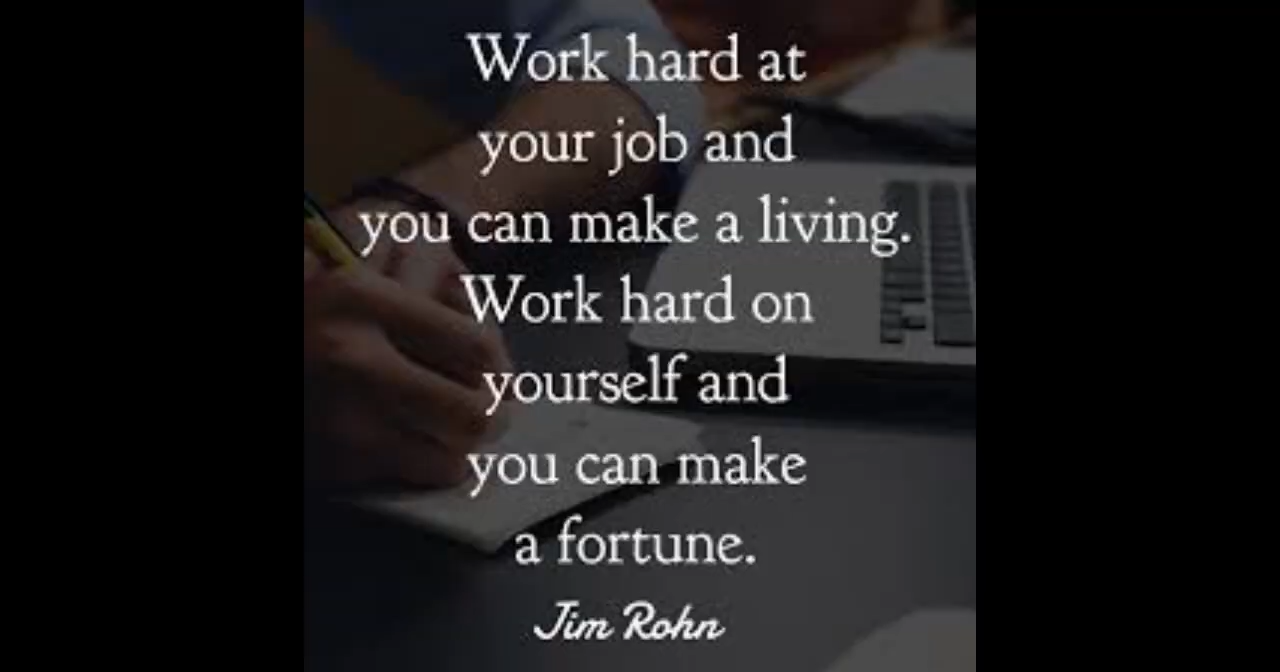 Work hard at
your job and
you can make a living.
Work hard on
yourself and
you can make
a fortune.
Jim Rohn